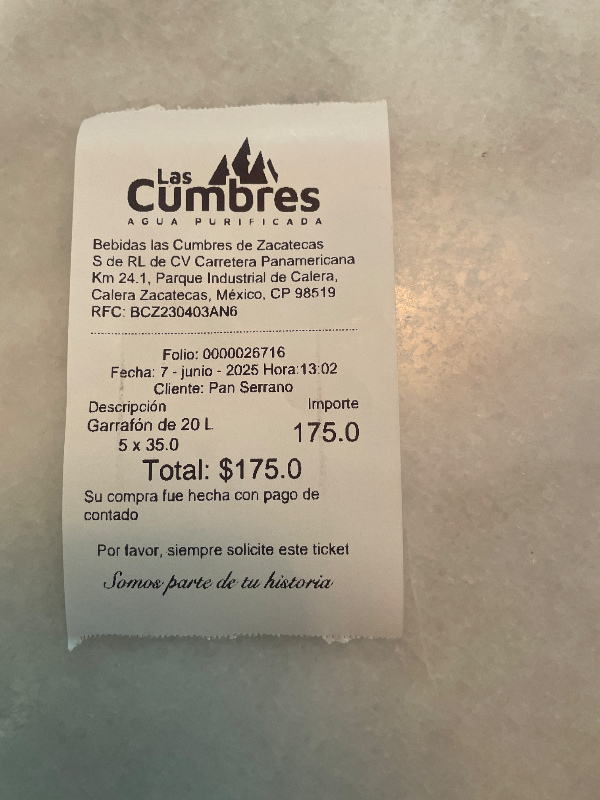 Las
Cumbres
AGUA PURIFICADA
Bebidas las Cumbres de Zacatecas
S de RL de CV Carretera Panamericana
Km 24.1, Parque Industrial de Calera,
Calera Zacatecas, México, CP 98519
RFC: BCZ230403AN6
Folio: 0000026716
Fecha: 7 - junio - 2025 Hora:13:02
Cliente: Pan Serrano
Descripción Importe
Garrafón de 20 L 175.0
5 x 35.0
Total: $175.0
Su compra fue hecha con pago de
contado
Por favor, siempre solicite este ticket
Somos parte de tu historia